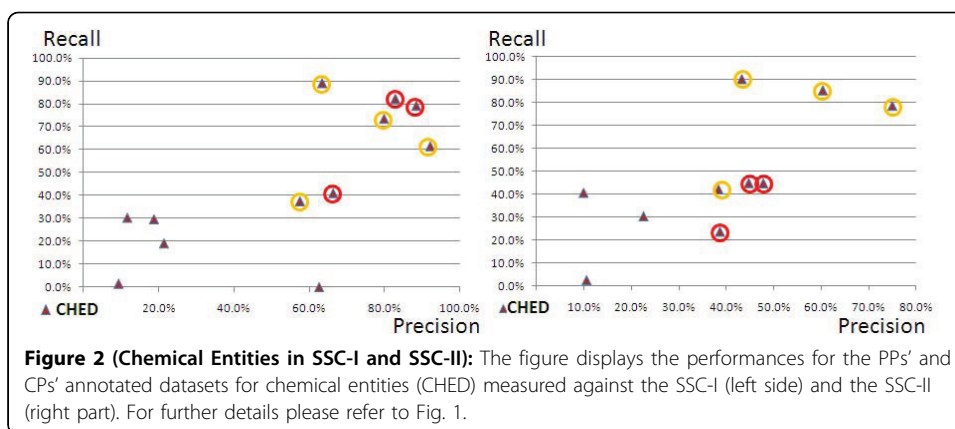 Recall
100.0%
90.0%
80.0%
70.0%
60.0%
50.0%
40.0%
30.0%
20.0%
10.0%
0.0%
CHED
20.0% 40.0% 60.0% 80.0% 100.0%
Precision
Recall
100.0%
90.0%
80.0%
70.0%
60.0%
50.0%
40.0%
30.0%
20.0%
10.0%
0.0%
CHED
10.0% 20.0% 30.0% 40.0% 50.0% 60.0% 70.0% 80.0%
Precision
Figure 2 (Chemical Entities in SSC-I and SSC-II): The figure displays the performances for the PPs' and
CPs' annotated datasets for chemical entities (CHED) measured against the SSC-I (left side) and the SSC-II
(right part). For further details please refer to Fig. 1.